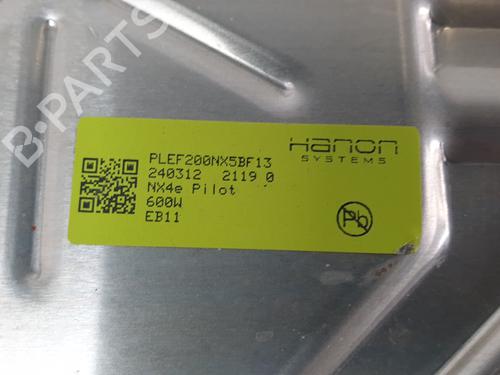 B-PARTS
PLEF200NX5BF13
240312 2119 0
NX4e Pilot
600W
EB11
Hanon
SYSTEMS
Pb